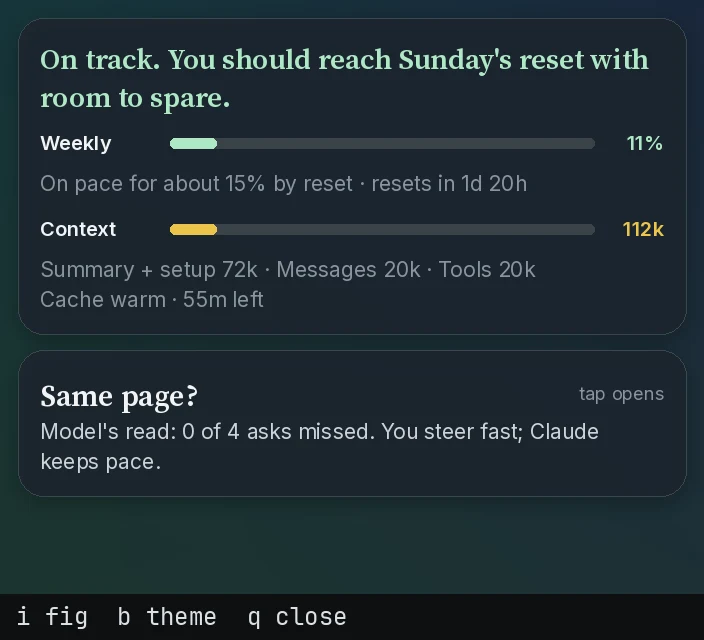 On track. You should reach Sunday's reset with
room to spare.
Weekly 11%
On pace for about 15% by reset · resets in 1d 20h
Context 112k
Summary + setup 72k · Messages 20k · Tools 20k
Cache warm · 55m left
Same page? tap opens
Model's read: 0 of 4 asks missed. You steer fast; Claude
keeps pace.
i fig b theme q close